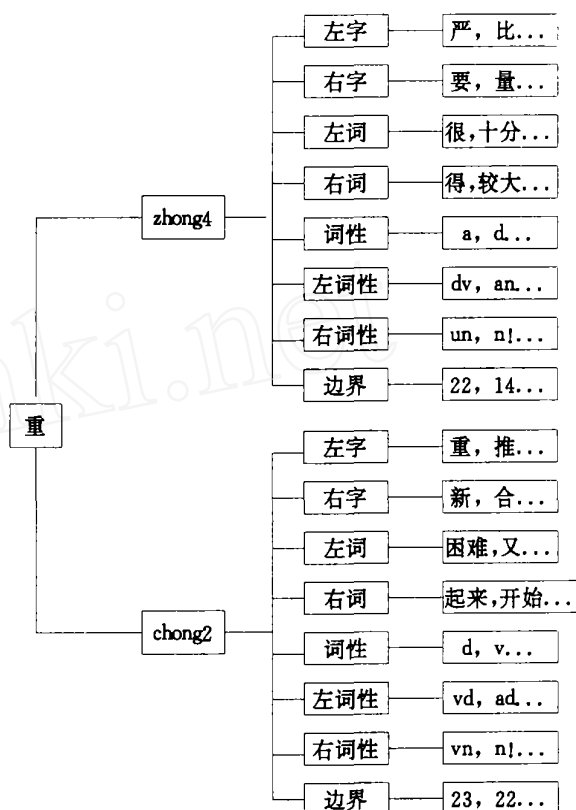 左字 严，比...
右字 要，量...
左词 很，十分...
右词 得，较大...
zhong4
词性 a，d...
左词性 dv，an...
右词性 un，n!...
边界 22，14...
重
左字 重，推...
右字 新，合...
左词 困难，又...
右词 起来，开始...
chong2
词性 d，v...
左词性 vd，ad...
右词性 vn，n!...
边界 23，22...